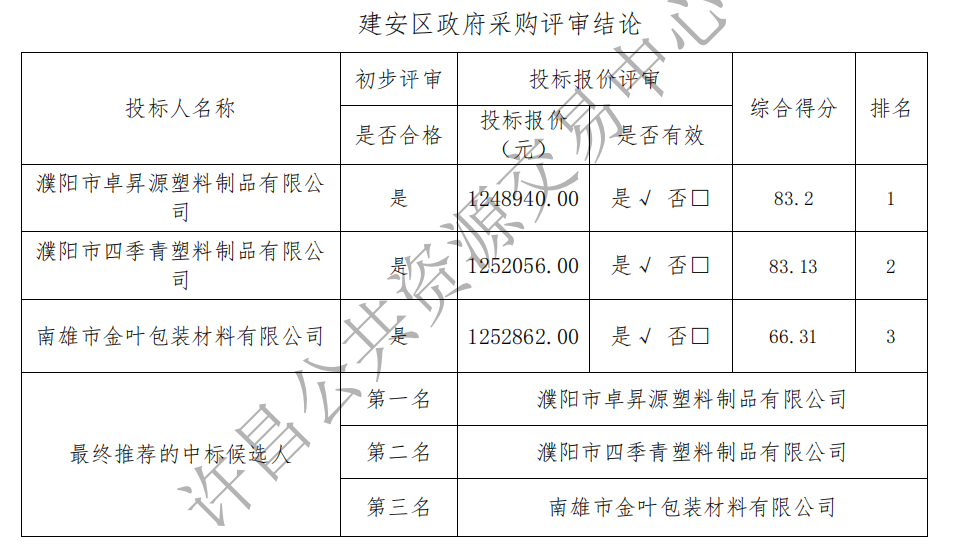 建安区政府采购评审结论
投标人名称
初步评审
投标报价评审
综合得分
排名
是否合格
投标报价
（元）
是否有效
濮阳市卓昇源塑料制品有限公
司
是
1248940.00
是√ 否□
83.2
1
濮阳市四季青塑料制品有限公
司
是
1252056.00
是√ 否□
83.13
2
南雄市金叶包装材料有限公司
是
1252862.00
是√ 否□
66.31
3
最终推荐的中标候选人
第一名
濮阳市卓昇源塑料制品有限公司
第二名
濮阳市四季青塑料制品有限公司
第三名
南雄市金叶包装材料有限公司
许昌公共资源交易中心